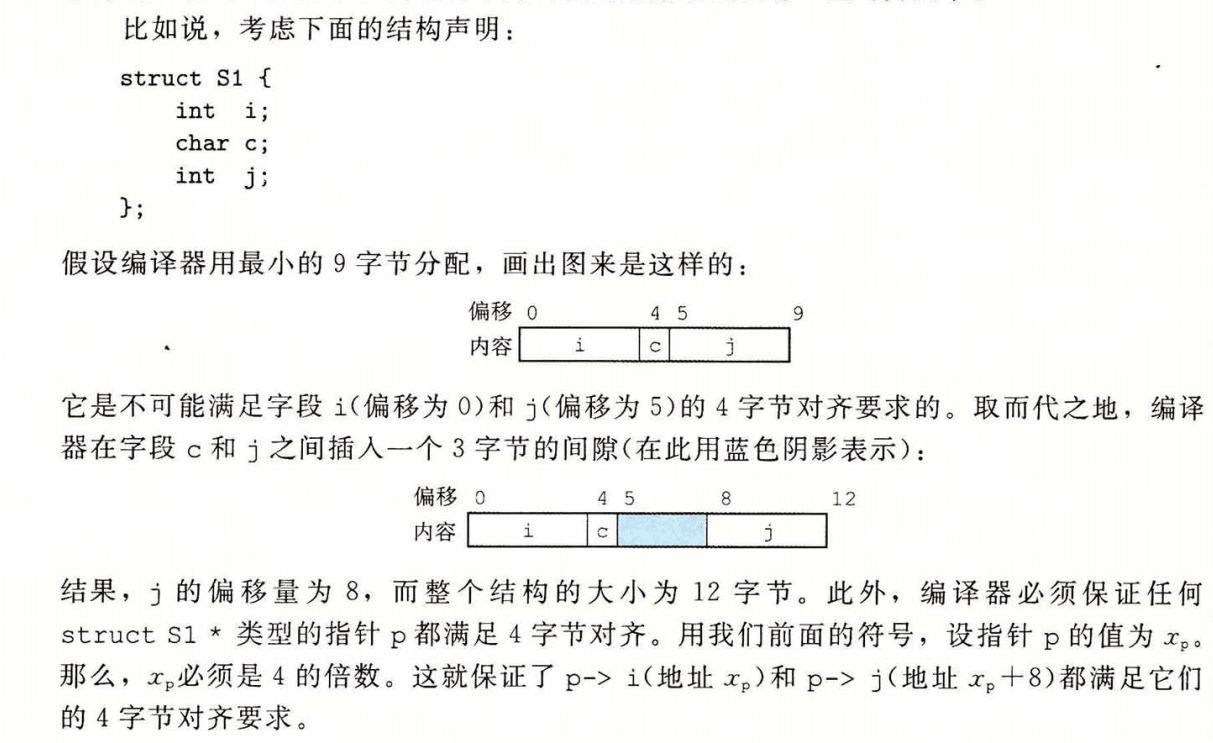 比如说，考虑下面的结构声明：
struct S1 {
int i;
char c;
int j;
};
假设编译器用最小的 9 字节分配，画出图来是这样的：
偏移 0 4 5 9
内容 i c j
它是不可能满足字段 i(偏移为 0)和 j(偏移为 5)的 4 字节对齐要求的。取而代之地，编译
器在字段 c 和 j 之间插入一个 3 字节的间隙(在此用蓝色阴影表示)：
偏移 0 4 5 8 12
内容 i c j
结果，j 的偏移量为 8，而整个结构的大小为 12 字节。此外，编译器必须保证任何
struct S1 * 类型的指针 p 都满足 4 字节对齐。用我们前面的符号，设指针 p 的值为 xₚ。
那么，xₚ必须是 4 的倍数。这就保证了 p-> i(地址 xₚ)和 p-> j(地址 xₚ＋8)都满足它们
的 4 字节对齐要求。